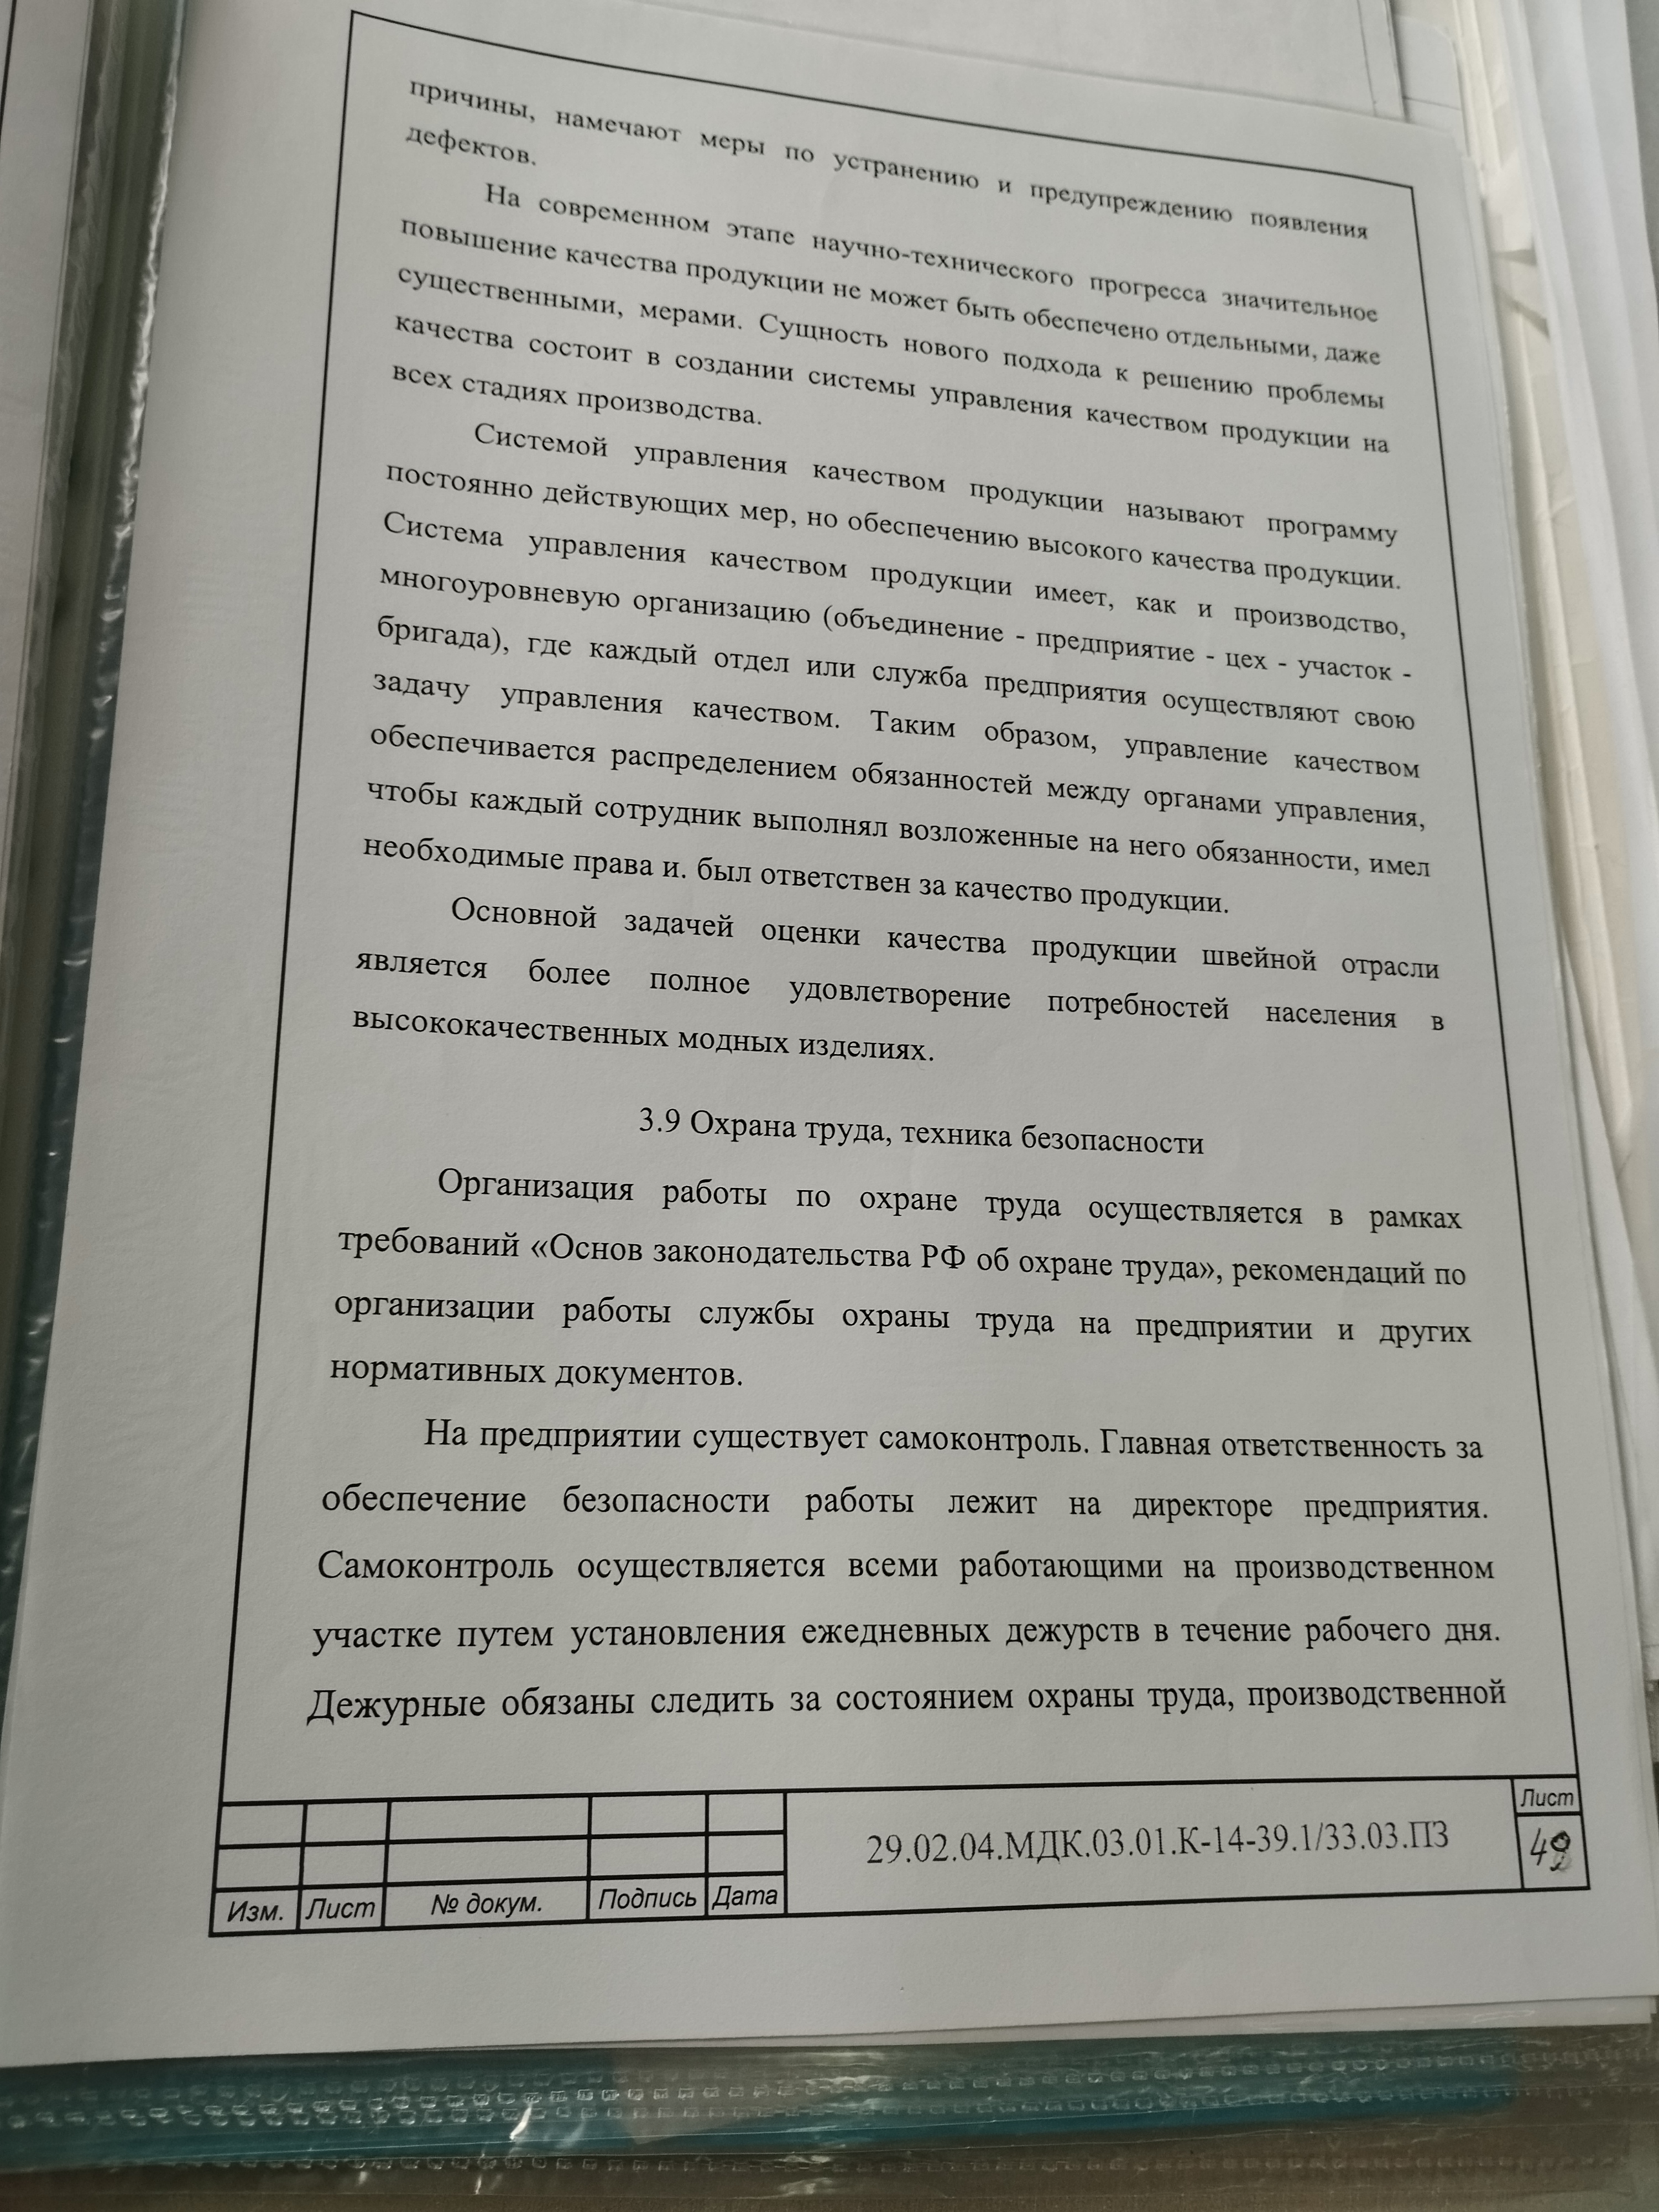 причины, намечают меры по устранению и предупреждению появления
дефектов.
На современном этапе научно-технического прогресса значительное
повышение качества продукции не может быть обеспечено отдельными, даже
существенными, мерами. Сущность нового подхода к решению проблемы
качества состоит в создании системы управления качеством продукции на
всех стадиях производства.
Системой управления качеством продукции называют программу
постоянно действующих мер, но обеспечению высокого качества продукции.
Система управления качеством продукции имеет, как и производство,
многоуровневую организацию (объединение - предприятие - цех - участок -
бригада), где каждый отдел или служба предприятия осуществляют свою
задачу управления качеством. Таким образом, управление качеством
обеспечивается распределением обязанностей между органами управления,
чтобы каждый сотрудник выполнял возложенные на него обязанности, имел
необходимые права и. был ответствен за качество продукции.
Основной задачей оценки качества продукции швейной отрасли
является более полное удовлетворение потребностей населения в
высококачественных модных изделиях.
3.9 Охрана труда, техника безопасности
Организация работы по охране труда осуществляется в рамках
требований «Основ законодательства РФ об охране труда», рекомендаций по
организации работы службы охраны труда на предприятии и других
нормативных документов.
На предприятии существует самоконтроль. Главная ответственность за
обеспечение безопасности работы лежит на директоре предприятия.
Самоконтроль осуществляется всеми работающими на производственном
участке путем установления ежедневных дежурств в течение рабочего дня.
Дежурные обязаны следить за состоянием охраны труда, производственной
Изм. Лист № докум. Подпись Дата
29.02.04.МДК.03.01.К-14-39.1/33.03.ПЗ
Лист